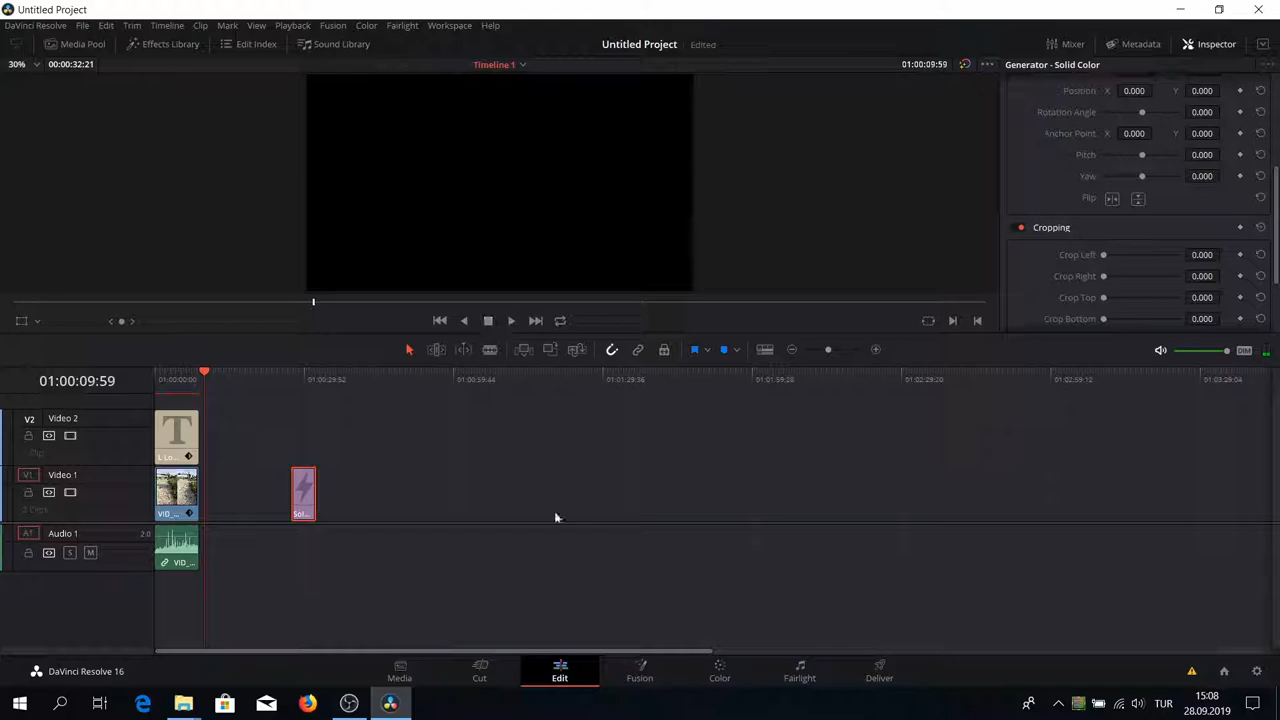 Untitled Project
DaVinci Resolve File Edit Trim Timeline Clip Mark View Playback Fusion Color Fairlight Workspace Help
Media Pool Effects Library Edit Index Sound Library Untitled Project Edited Mixer Metadata Inspector
30% 00:00:32:21 Timeline 1 01:00:09:59 Generator - Solid Color
Position X 0.000 Y 0.000
Rotation Angle 0.000
Anchor Point X 0.000 Y 0.000
Pitch 0.000
Yaw 0.000
Flip
Cropping
Crop Left 0.000
Crop Right 0.000
Crop Top 0.000
Crop Bottom 0.000
DIM
01:00:09:59 01:00:00:00 01:00:29:52 01:00:59:44 01:01:29:36 01:01:59:28 01:02:29:20 01:02:59:12 01:03:29:04
V2 Video 2
T
L Lo...
V1 Video 1
VID_... Sol...
A1 Audio 1 2.0
S M
VID_...
DaVinci Resolve 16 Media Cut Edit Fusion Color Fairlight Deliver
TUR 15:08
28.09.2019